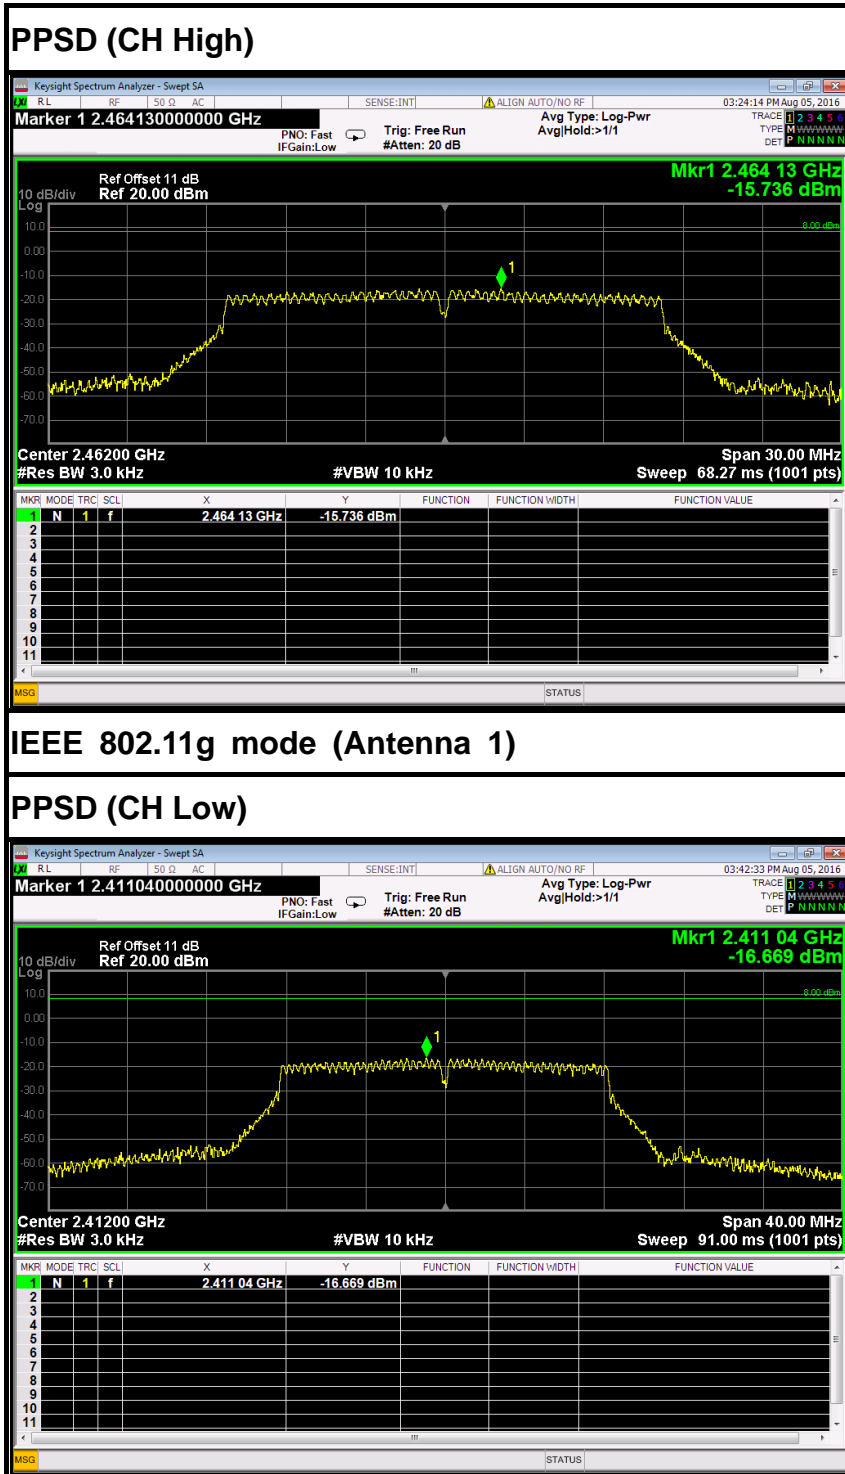 PPSD (CH High)
Keysight Spectrum Analyzer - Swept SA
LXI RL RF 50 Ω AC SENSE:INT ALIGN AUTO/NO RF 03:24:14 PM Aug 05, 2016
Marker 1 2.464130000000 GHz Avg Type: Log-Pwr TRACE 1 2 3 4 5 6
PNO: Fast Trig: Free Run Avg|Hold:>1/1 TYPE M WWWWW
IFGain:Low #Atten: 20 dB DET P N N N N N
Mkr1 2.464 13 GHz
Ref Offset 11 dB
10 dB/div Ref 20.00 dBm -15.736 dBm
Log
10.0
8.00 dBm
0.00
-10.0
1
-20.0
-30.0
-40.0
-50.0
-60.0
-70.0
Center 2.46200 GHz Span 30.00 MHz
#Res BW 3.0 kHz #VBW 10 kHz Sweep 68.27 ms (1001 pts)
MKR MODE TRC SCL X Y FUNCTION FUNCTION WIDTH FUNCTION VALUE
1 N 1 f 2.464 13 GHz -15.736 dBm
2
3
4
5
6
7
8
9
10
11
MSG STATUS
IEEE 802.11g mode (Antenna 1)
PPSD (CH Low)
Keysight Spectrum Analyzer - Swept SA
LXI RL RF 50 Ω AC SENSE:INT ALIGN AUTO/NO RF 03:42:33 PM Aug 05, 2016
Marker 1 2.411040000000 GHz Avg Type: Log-Pwr TRACE 1 2 3 4 5 6
PNO: Fast Trig: Free Run Avg|Hold:>1/1 TYPE M WWWWW
IFGain:Low #Atten: 20 dB DET P N N N N N
Mkr1 2.411 04 GHz
Ref Offset 11 dB
10 dB/div Ref 20.00 dBm -16.669 dBm
Log
10.0
8.00 dBm
0.00
-10.0
1
-20.0
-30.0
-40.0
-50.0
-60.0
-70.0
Center 2.41200 GHz Span 40.00 MHz
#Res BW 3.0 kHz #VBW 10 kHz Sweep 91.00 ms (1001 pts)
MKR MODE TRC SCL X Y FUNCTION FUNCTION WIDTH FUNCTION VALUE
1 N 1 f 2.411 04 GHz -16.669 dBm
2
3
4
5
6
7
8
9
10
11
MSG STATUS